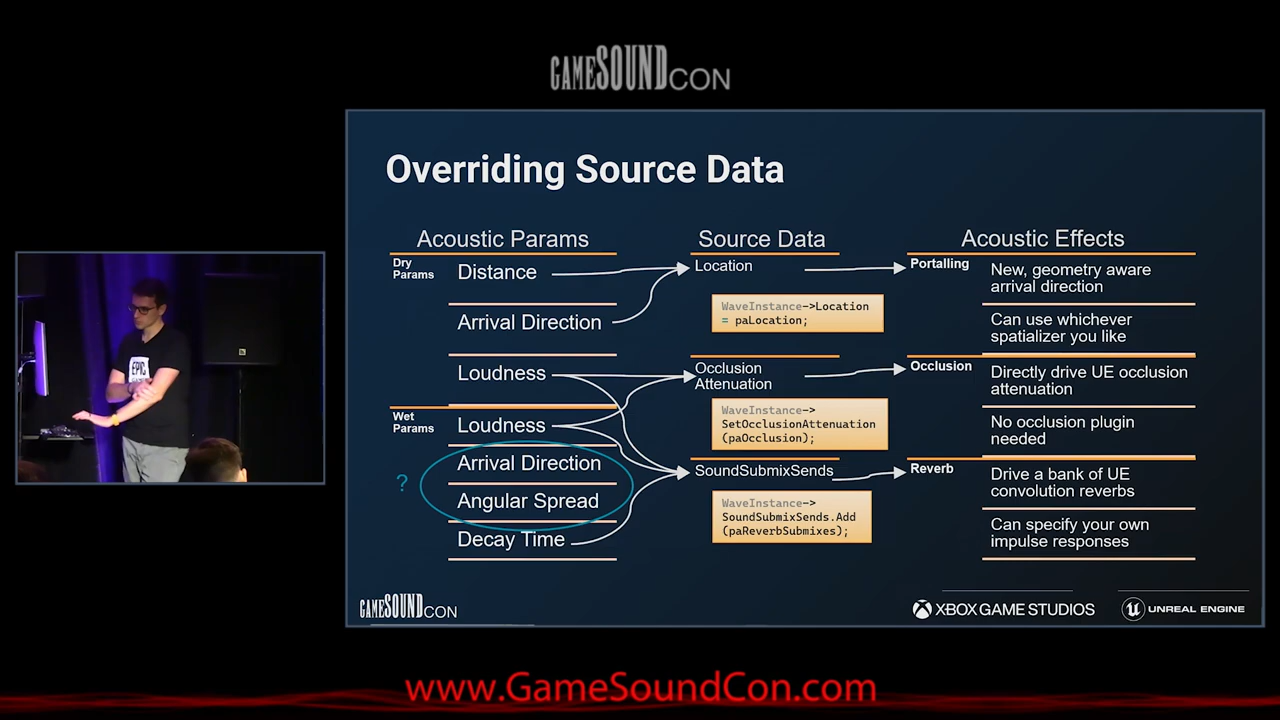 GAMESOUNDCON
Overriding Source Data
Acoustic Params
Source Data
Acoustic Effects
Dry
Params
Distance
Arrival Direction
Loudness
Wet
Params
Loudness
Arrival Direction
Angular Spread
Decay Time
?
Location
WaveInstance->Location
= paLocation;
Occlusion
Attenuation
WaveInstance->
SetOcclusionAttenuation
(paOcclusion);
SoundSubmixSends
WaveInstance->
SoundSubmixSends.Add
(paReverbSubmixes);
Portalling
New, geometry aware
arrival direction
Can use whichever
spatializer you like
Occlusion
Directly drive UE occlusion
attenuation
No occlusion plugin
needed
Reverb
Drive a bank of UE
convolution reverbs
Can specify your own
impulse responses
EPIC
GAMESOUNDCON
XBOX GAME STUDIOS
UNREAL ENGINE
www.GameSoundCon.com